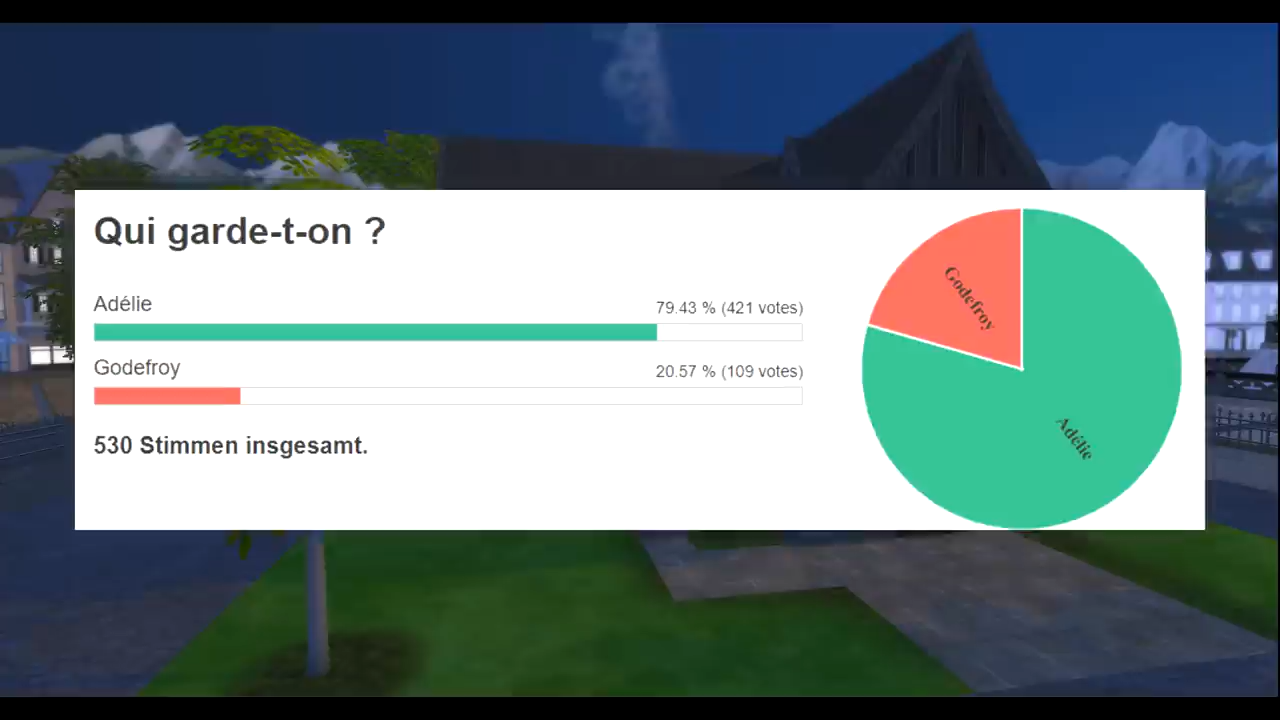 Qui garde-t-on ?
Adélie
79.43 % (421 votes)
Godefroy
20.57 % (109 votes)
530 Stimmen insgesamt.
Godefroy
Adélie